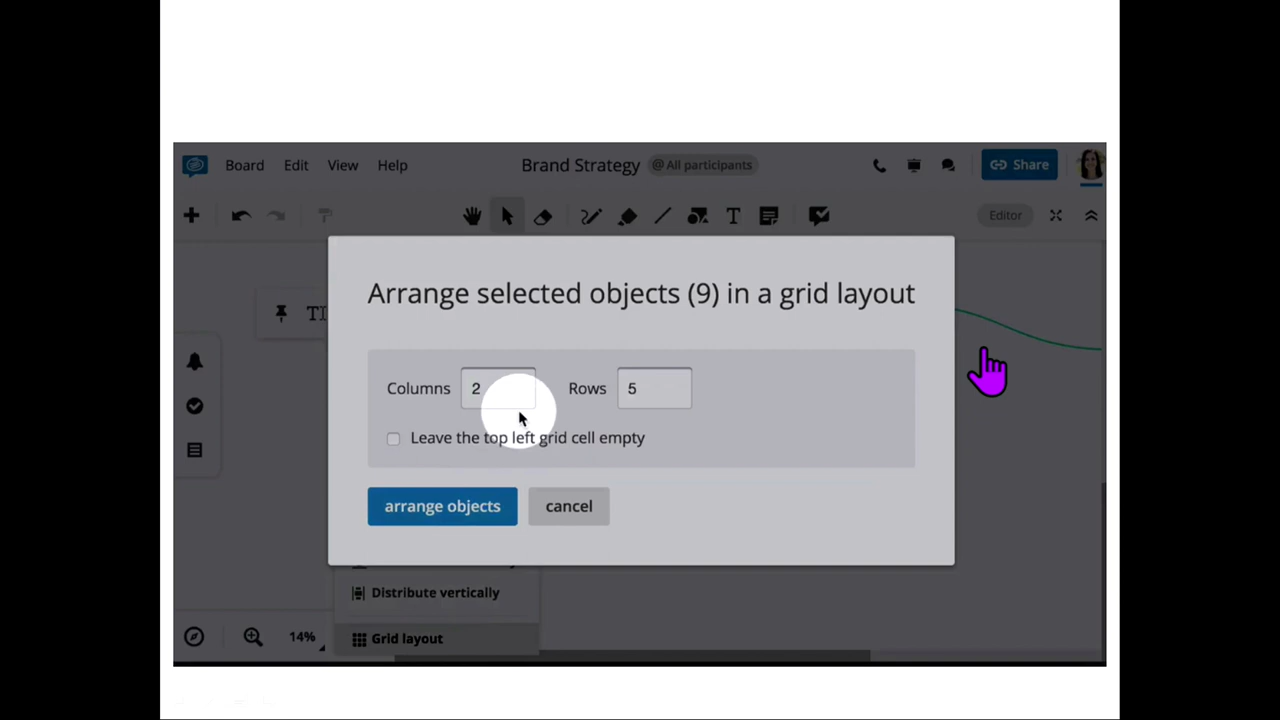 Board Edit View Help Brand Strategy @ All participants Share
T Editor
Arrange selected objects (9) in a grid layout
Columns 2 Rows 5
Leave the top left grid cell empty
arrange objects cancel
Distribute vertically
14% Grid layout